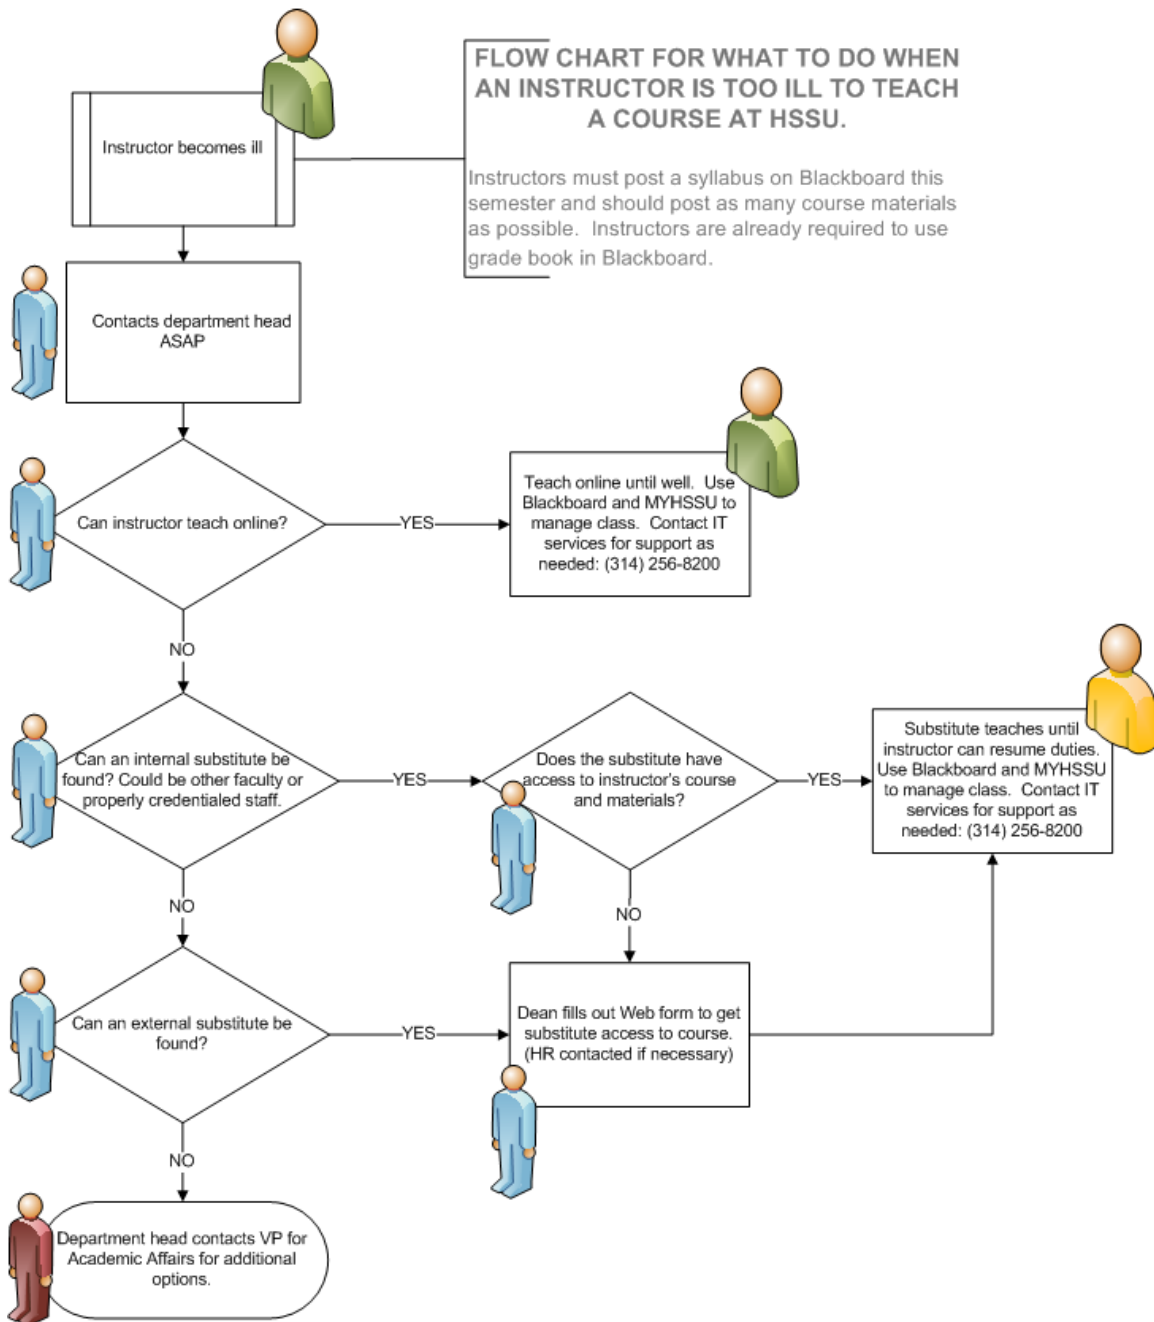 FLOW CHART FOR WHAT TO DO WHEN
AN INSTRUCTOR IS TOO ILL TO TEACH
A COURSE AT HSSU.
Instructors must post a syllabus on Blackboard this
semester and should post as many course materials
as possible.  Instructors are already required to use
grade book in Blackboard.
Instructor becomes ill
Contacts department head
ASAP
Can instructor teach online?
YES
Teach online until well.  Use
Blackboard and MYHSSU to
manage class.  Contact IT
services for support as
needed: (314) 256-8200
NO
Can an internal substitute be
found? Could be other faculty or
properly credentialed staff.
YES
Does the substitute have
access to instructor's course
and materials?
YES
Substitute teaches until
instructor can resume duties.
Use Blackboard and MYHSSU
to manage class.  Contact IT
services for support as
needed: (314) 256-8200
NO
NO
Can an external substitute be
found?
YES
Dean fills out Web form to get
substitute access to course.
(HR contacted if necessary)
NO
Department head contacts VP for
Academic Affairs for additional
options.